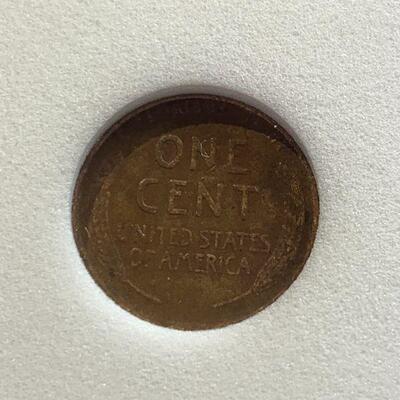 ONE
CENT
UNITED STATES
OF AMERICA